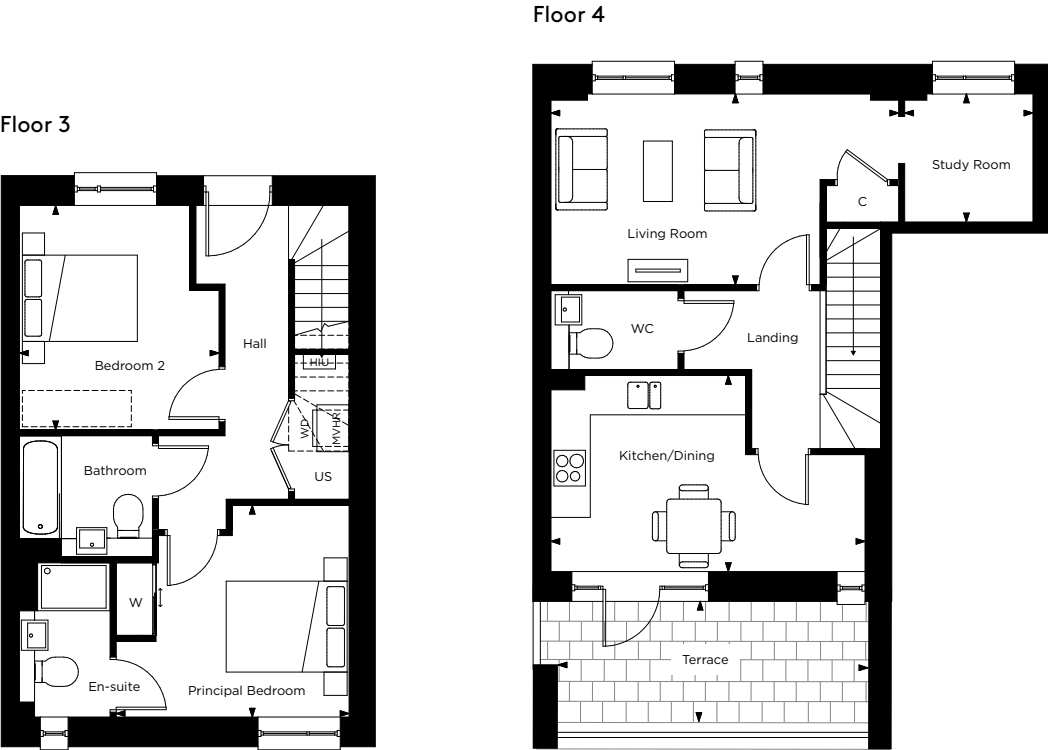 Floor 4
Floor 3
Study Room
C
Living Room
WC
Landing
Hall
HIU
Bedroom 2
WD
MVHR
Kitchen/Dining
Bathroom
US
W
Terrace
En-suite
Principal Bedroom